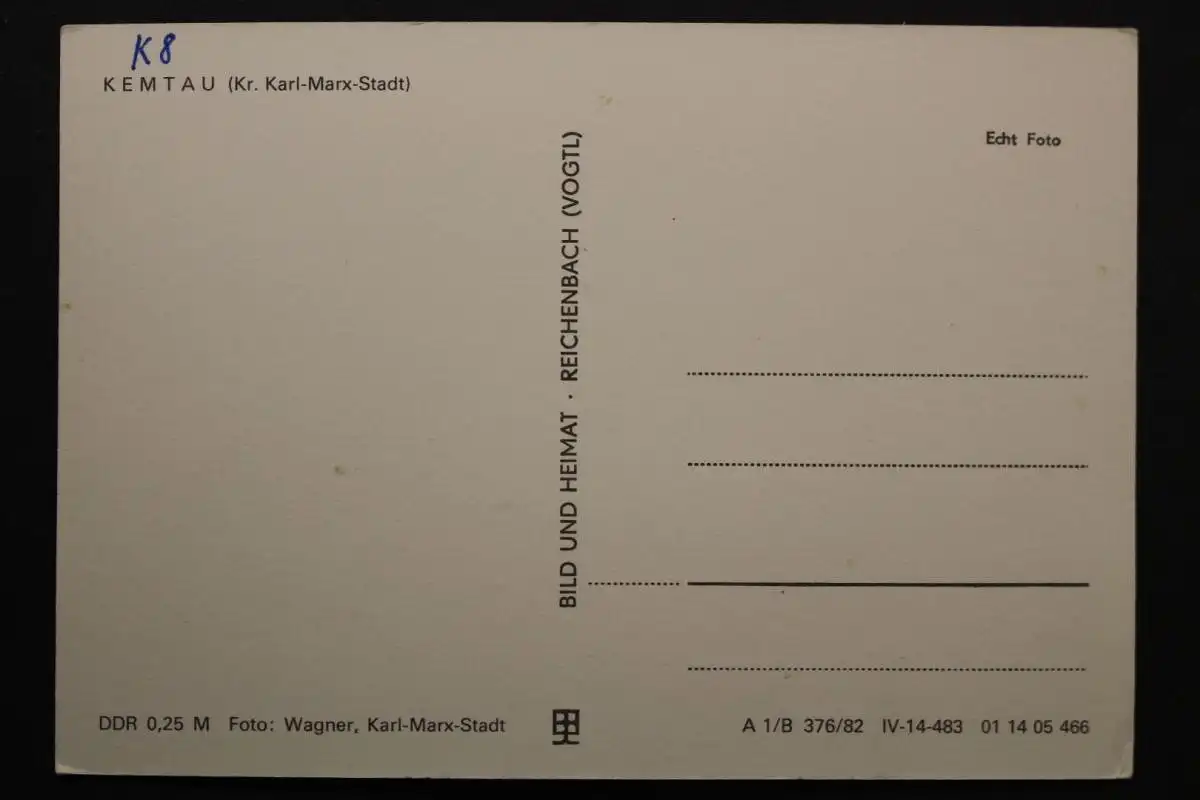 K 8
KEMTAU (Kr. Karl-Marx-Stadt)
Echt Foto
BILD UND HEIMAT · REICHENBACH (VOGTL)
DDR 0,25 M Foto: Wagner, Karl-Marx-Stadt
A 1/B 376/82 IV-14-483 01 14 05 466